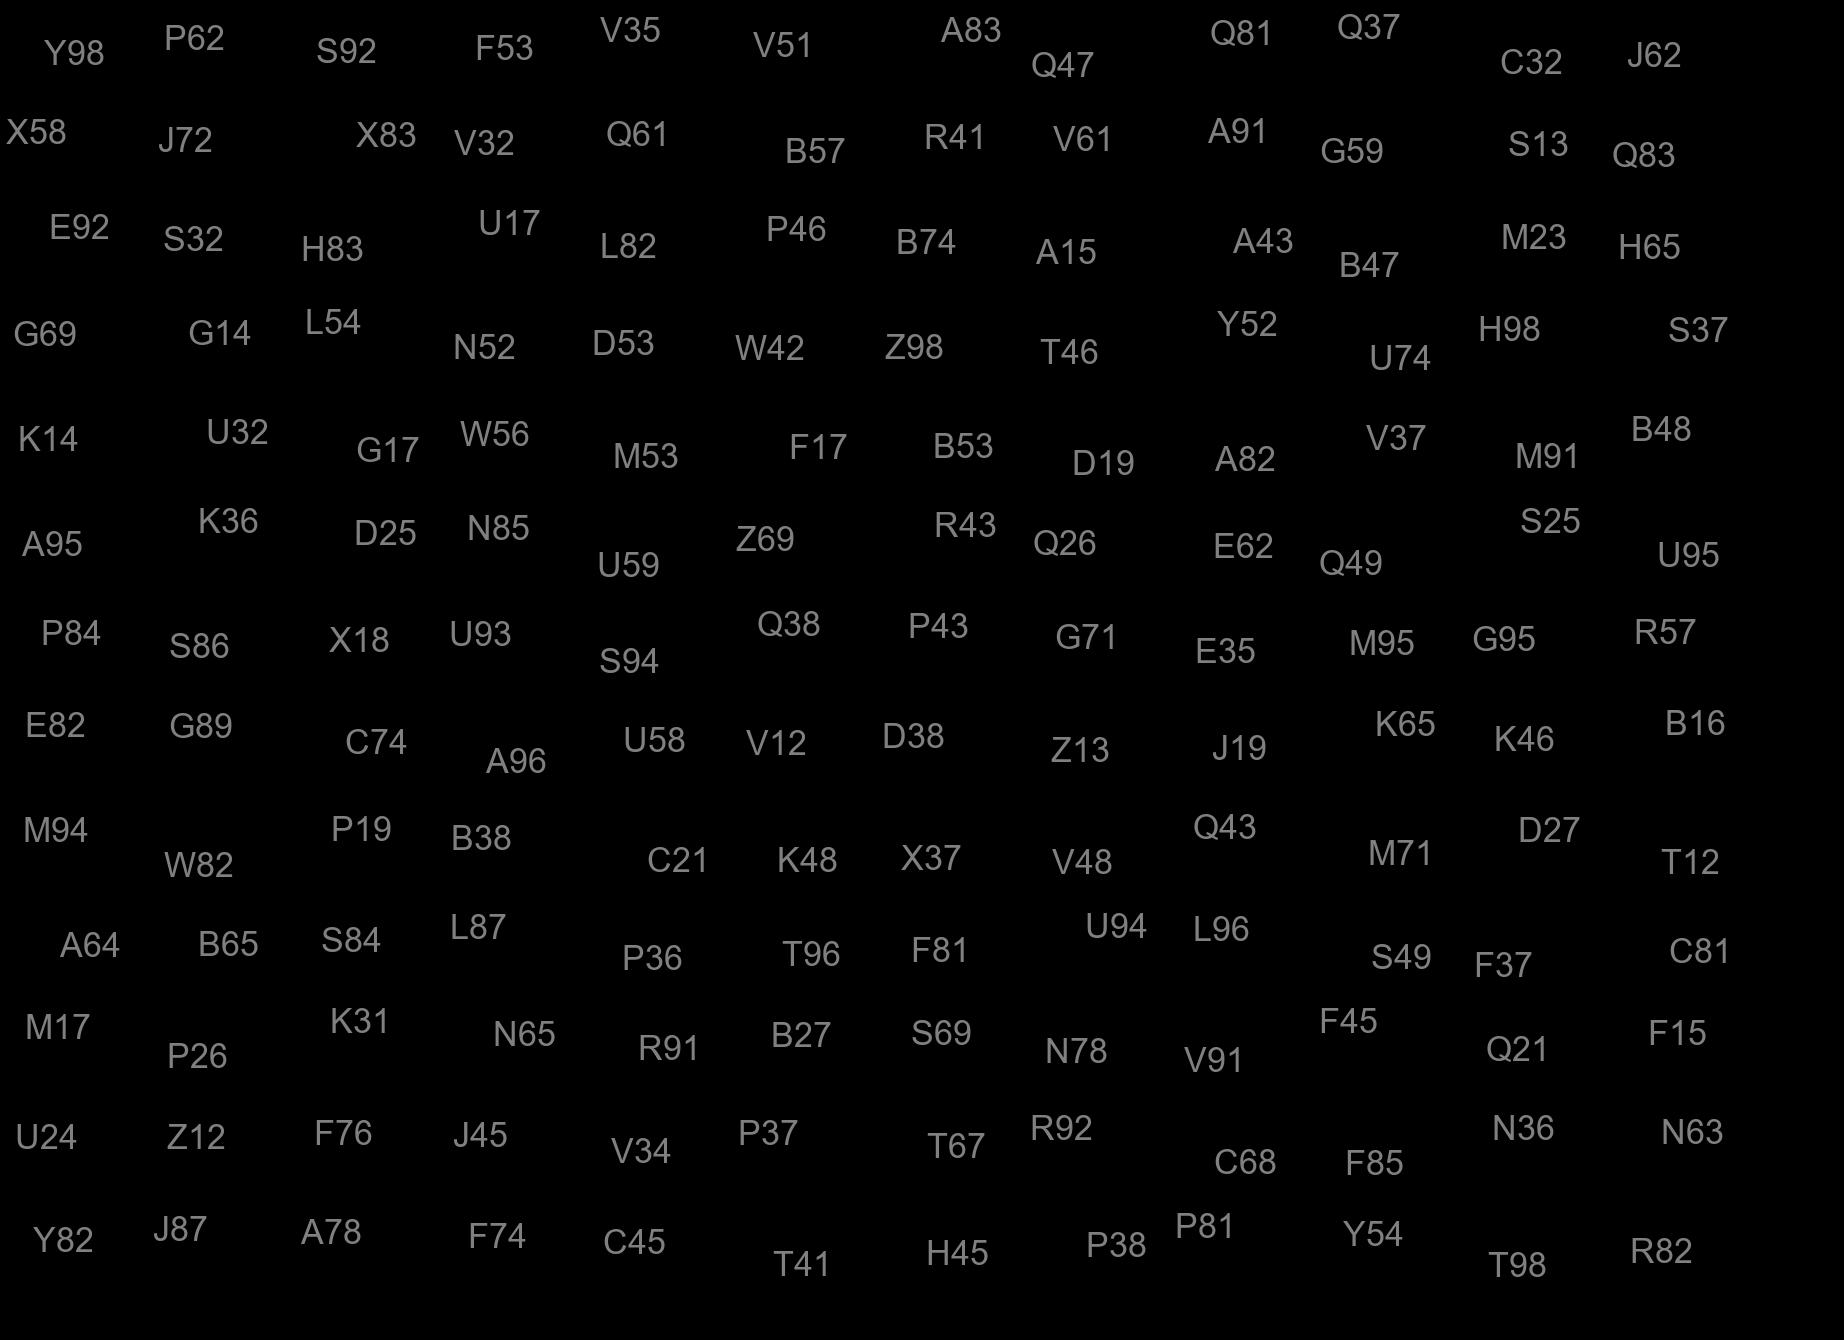 Y98 P62 S92 F53 V35 V51 A83 Q47 Q81 Q37 C32 J62
X58 J72 X83 V32 Q61 B57 R41 V61 A91 G59 S13 Q83
E92 S32 H83 U17 L82 P46 B74 A15 A43 B47 M23 H65
G69 G14 L54 N52 D53 W42 Z98 T46 Y52 U74 H98 S37
K14 U32 G17 W56 M53 F17 B53 D19 A82 V37 M91 B48
A95 K36 D25 N85 U59 Z69 R43 Q26 E62 Q49 S25 U95
P84 S86 X18 U93 S94 Q38 P43 G71 E35 M95 G95 R57
E82 G89 C74 A96 U58 V12 D38 Z13 J19 K65 K46 B16
M94 W82 P19 B38 C21 K48 X37 V48 Q43 M71 D27 T12
A64 B65 S84 L87 P36 T96 F81 U94 L96 S49 F37 C81
M17 P26 K31 N65 R91 B27 S69 N78 V91 F45 Q21 F15
U24 Z12 F76 J45 V34 P37 T67 R92 C68 F85 N36 N63
Y82 J87 A78 F74 C45 T41 H45 P38 P81 Y54 T98 R82